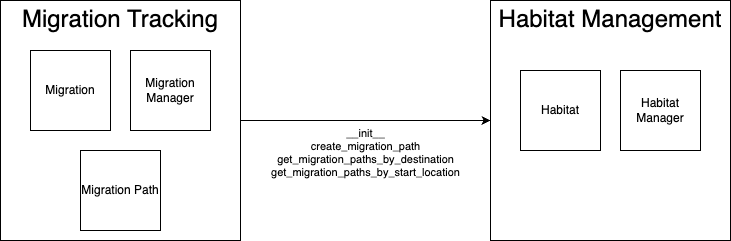 Migration Tracking
Migration
Migration
Manager
Migration Path
__init__
create_migration_path
get_migration_paths_by_destination
get_migration_paths_by_start_location
Habitat Management
Habitat
Habitat
Manager